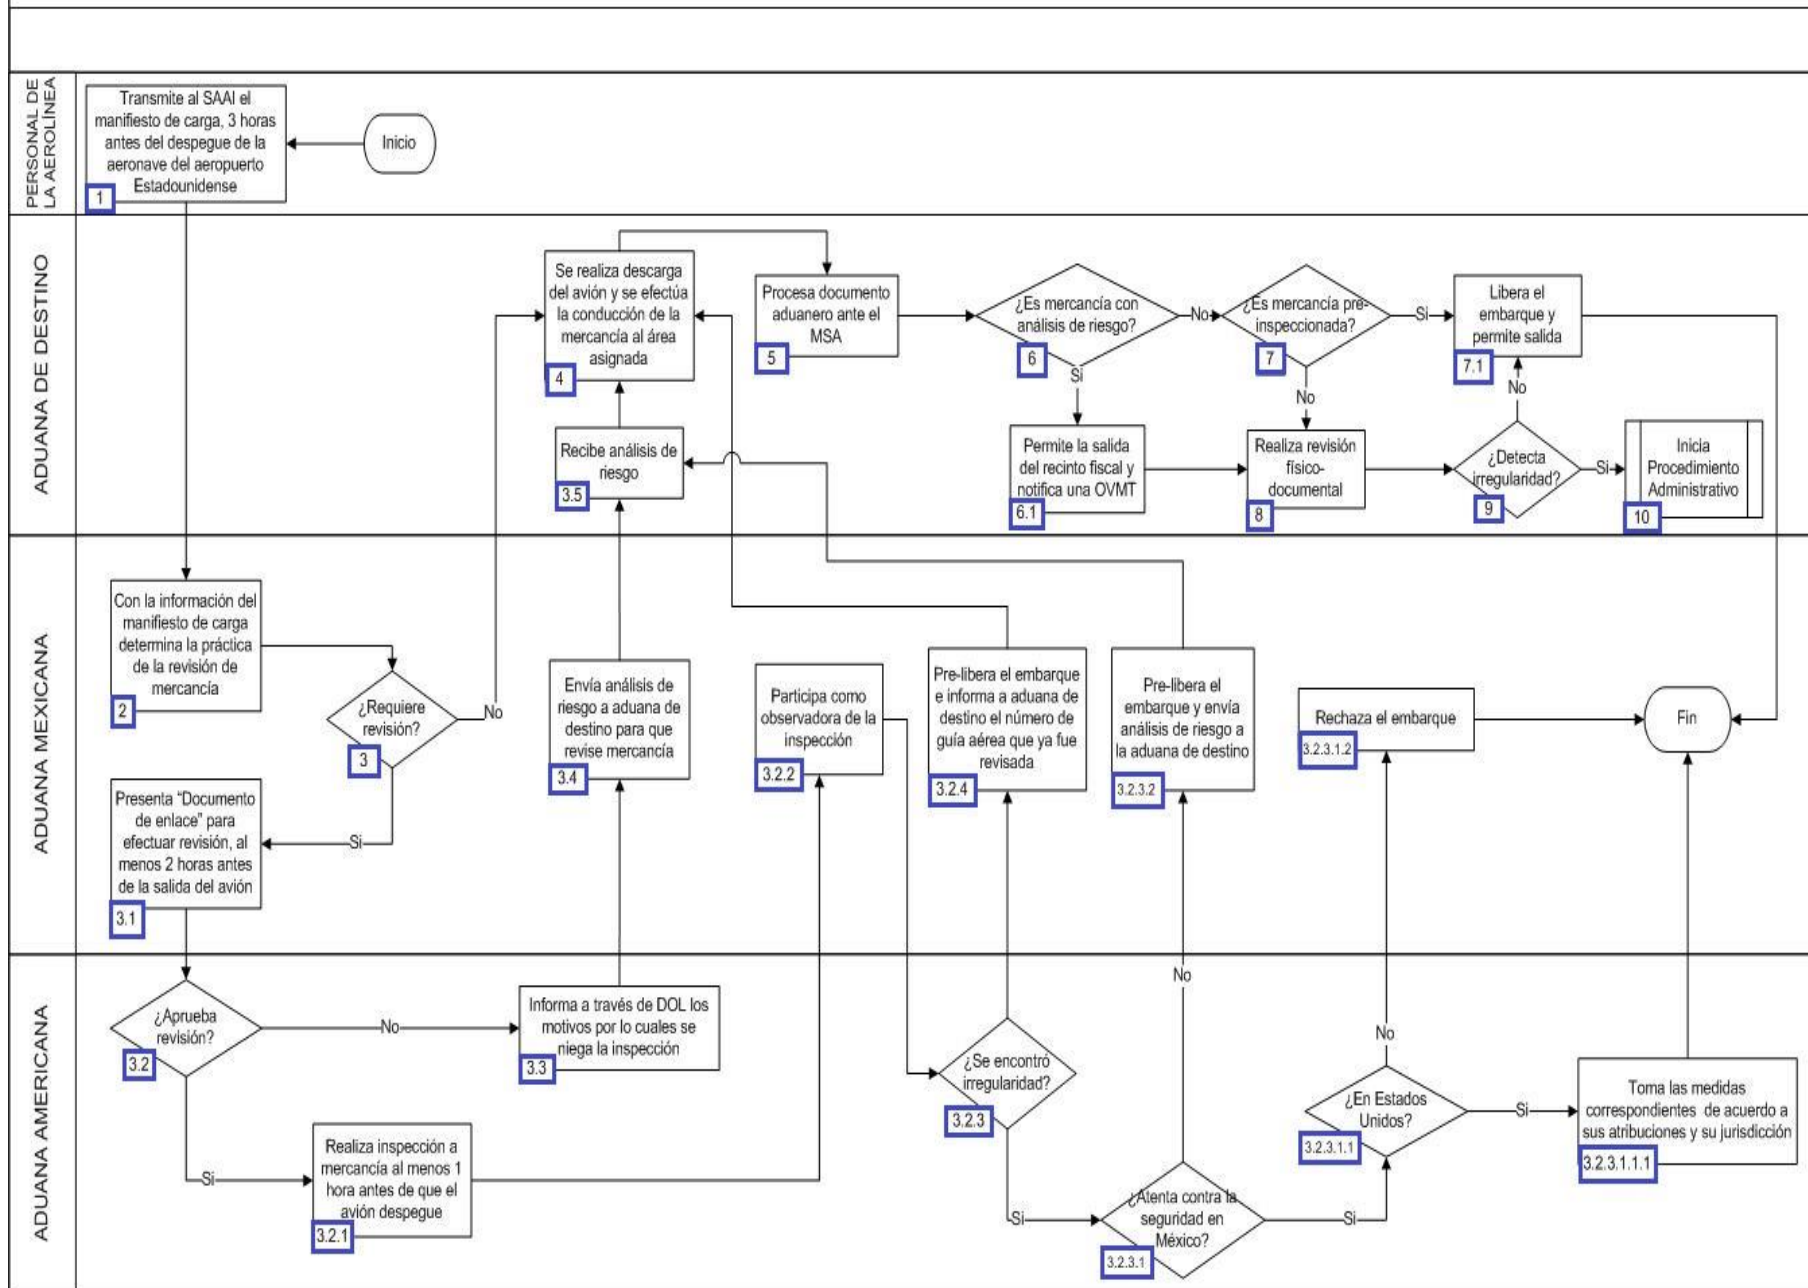 PERSONAL DE
LA AEROLÍNEA
Transmite al SAAI el
manifiesto de carga, 3 horas
antes del despegue de la
aeronave del aeropuerto
Estadounidense
1
Inicio
ADUANA DE DESTINO
Se realiza descarga
del avión y se efectúa
la conducción de la
mercancía al área
asignada
4
Procesa documento
aduanero ante el
MSA
5
¿Es mercancía con
análisis de riesgo?
6
No
Si
¿Es mercancía pre-
inspeccionada?
7
Si
No
Libera el
embarque y
permite salida
7.1
No
Recibe análisis de
riesgo
3.5
Permite la salida
del recinto fiscal y
notifica una OVMT
6.1
Realiza revisión
físico-
documental
8
¿Detecta
irregularidad?
9
Si
Inicia
Procedimiento
Administrativo
10
ADUANA MEXICANA
Con la información del
manifiesto de carga
determina la práctica
de la revisión de
mercancía
2
¿Requiere
revisión?
3
No
Si
Presenta “Documento
de enlace” para
efectuar revisión, al
menos 2 horas antes
de la salida del avión
3.1
Envía análisis de
riesgo a aduana de
destino para que
revise mercancía
3.4
Participa como
observadora de la
inspección
3.2.2
Pre-libera el embarque
e informa a aduana de
destino el número de
guía aérea que ya fue
revisada
3.2.4
Pre-libera el
embarque y envía
análisis de riesgo a
la aduana de destino
3.2.3.2
Rechaza el embarque
3.2.3.1.2
Fin
ADUANA AMERICANA
¿Aprueba
revisión?
3.2
No
Si
Informa a través de DOL los
motivos por lo cuales se
niega la inspección
3.3
Realiza inspección a
mercancía al menos 1
hora antes de que el
avión despegue
3.2.1
¿Se encontró
irregularidad?
3.2.3
Si
No
¿Atenta contra la
seguridad en
México?
3.2.3.1
Si
No
¿En Estados
Unidos?
3.2.3.1.1
Si
Toma las medidas
correspondientes de acuerdo a
sus atribuciones y su jurisdicción
3.2.3.1.1.1